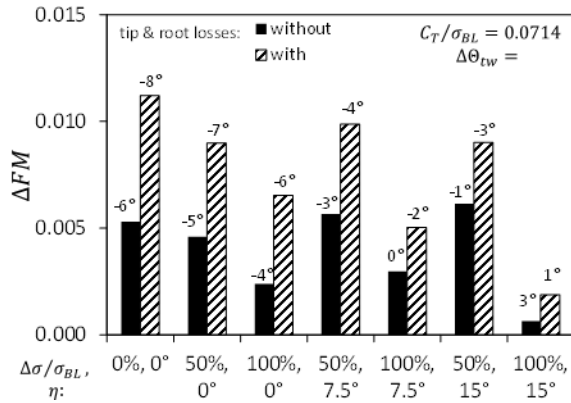 tip & root losses: ■ without
with
C_T/σ_BL = 0.0714
ΔΘ_tw =
0.015
0.010
0.005
0.000
ΔFM
-6° -8° -5° -7° -4° -6° -3° -4° 0° -2° -1° -3° 3° 1°
Δσ/σ_BL, 0%, 0° 50%, 100%, 50%, 100%, 50%, 100%,
η: 0° 0° 7.5° 7.5° 15° 15°